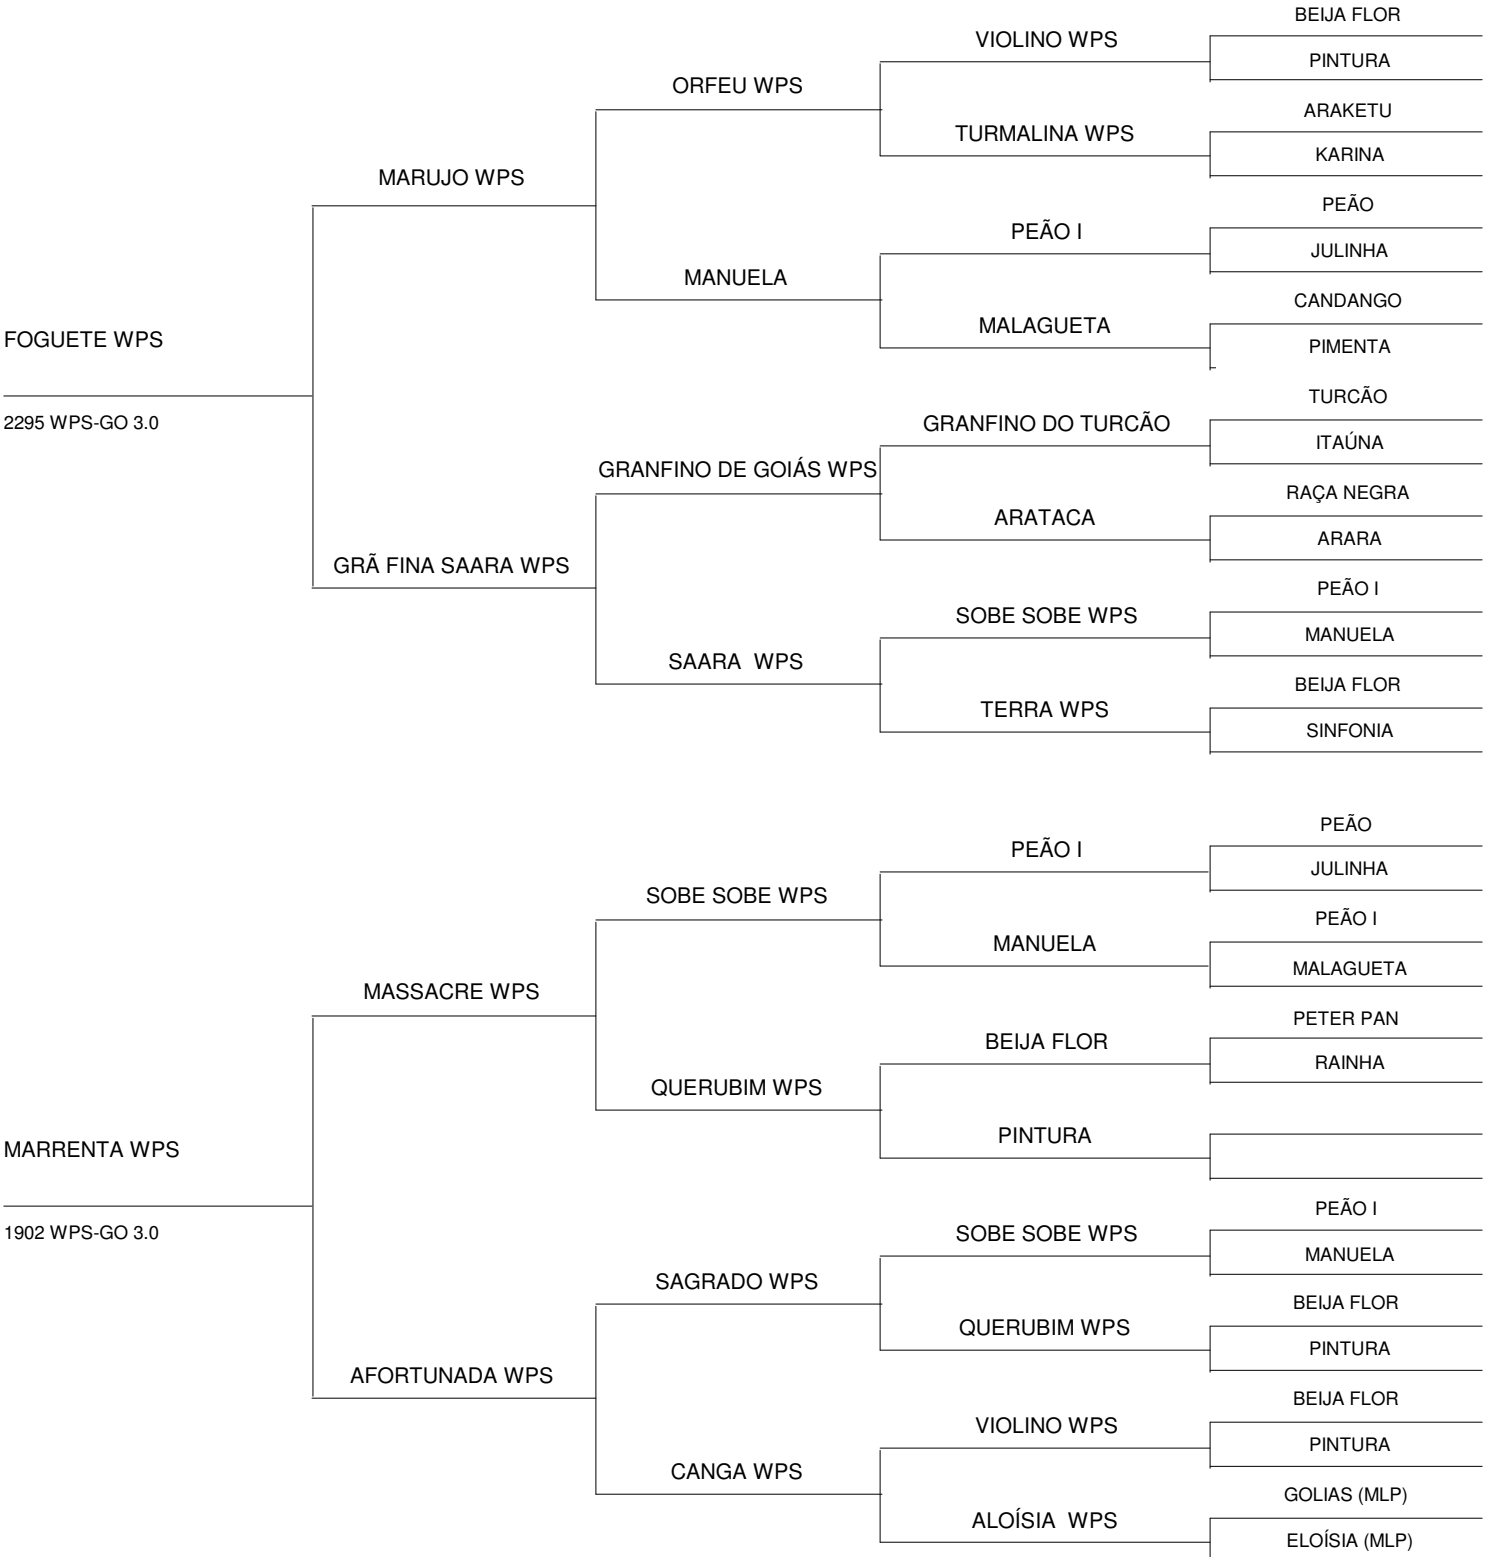 BEIJA FLOR
VIOLINO WPS
PINTURA
ORFEU WPS
ARAKETU
TURMALINA WPS
KARINA
MARUJO WPS
PEÃO
PEÃO I
JULINHA
MANUELA
CANDANGO
MALAGUETA
PIMENTA
FOGUETE WPS
2295 WPS-GO 3.0
TURCÃO
GRANFINO DO TURCÃO
ITAÚNA
GRANFINO DE GOIÁS WPS
RAÇA NEGRA
ARATACA
ARARA
GRÃ FINA SAARA WPS
PEÃO I
SOBE SOBE WPS
MANUELA
SAARA WPS
BEIJA FLOR
TERRA WPS
SINFONIA
PEÃO
PEÃO I
JULINHA
SOBE SOBE WPS
PEÃO I
MANUELA
MALAGUETA
MASSACRE WPS
PETER PAN
BEIJA FLOR
RAINHA
QUERUBIM WPS
PINTURA
MARRENTA WPS
1902 WPS-GO 3.0
PEÃO I
SOBE SOBE WPS
MANUELA
SAGRADO WPS
BEIJA FLOR
QUERUBIM WPS
PINTURA
AFORTUNADA WPS
BEIJA FLOR
VIOLINO WPS
PINTURA
CANGA WPS
GOLIAS (MLP)
ALOÍSIA WPS
ELOÍSIA (MLP)